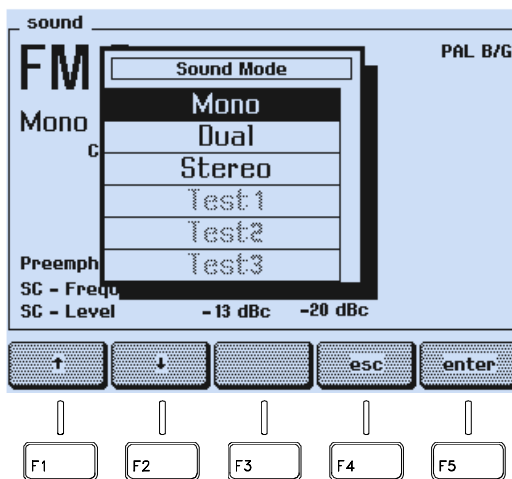 sound
FM
PAL B/G
Sound Mode
Mono
Mono
Dual
C
Stereo
Test1
Test2
Preemph
Test3
SC - Frequ
SC - Level -13 dBc -20 dBc
↑ ↓ esc enter
F1 F2 F3 F4 F5